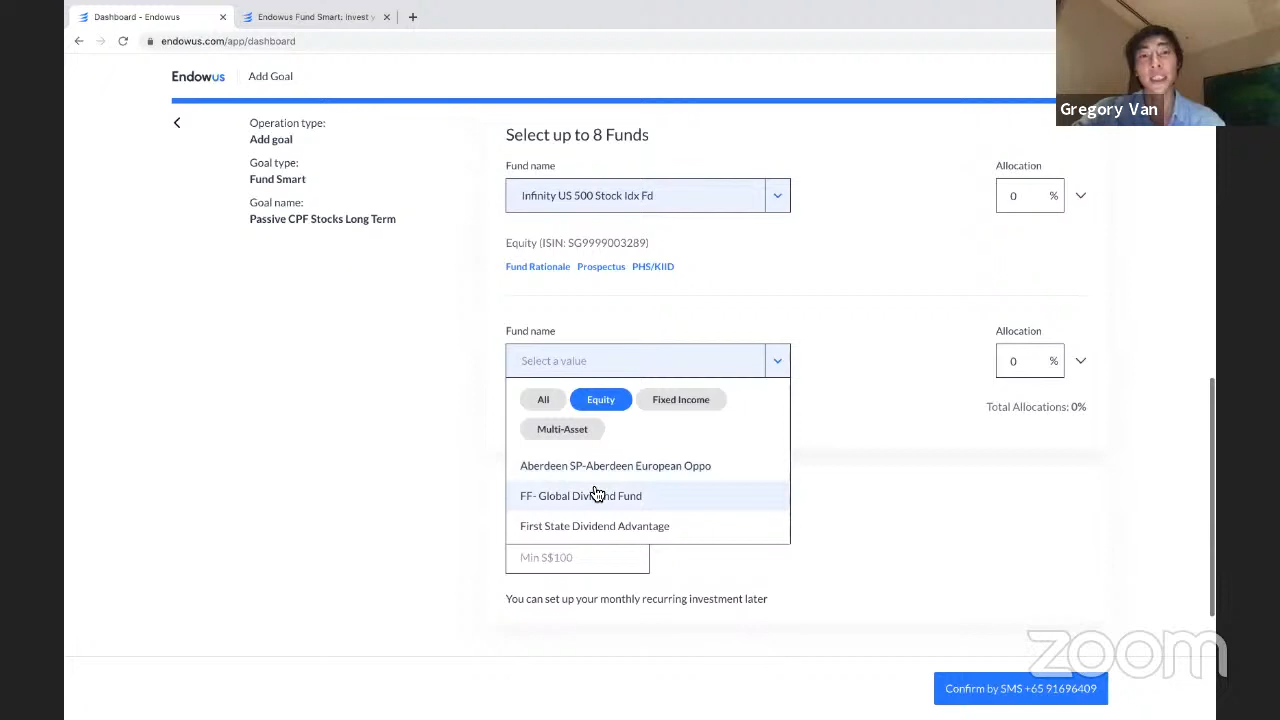 Dashboard - Endowus
Endowus Fund Smart: Invest y
endowus.com/app/dashboard
Gregory Van
Endowus
Add Goal
Operation type:
Add goal
Goal type:
Fund Smart
Goal name:
Passive CPF Stocks Long Term
Select up to 8 Funds
Fund name
Allocation
Infinity US 500 Stock Idx Fd
0 %
Equity (ISIN: SG9999003289)
Fund Rationale Prospectus PHS/KIID
Fund name
Allocation
Select a value
0 %
All Equity Fixed Income
Multi-Asset
Total Allocations: 0%
Aberdeen SP-Aberdeen European Oppo
FF- Global Dividend Fund
First State Dividend Advantage
Min S$100
You can set up your monthly recurring investment later
zoom
Confirm by SMS +65 91696409